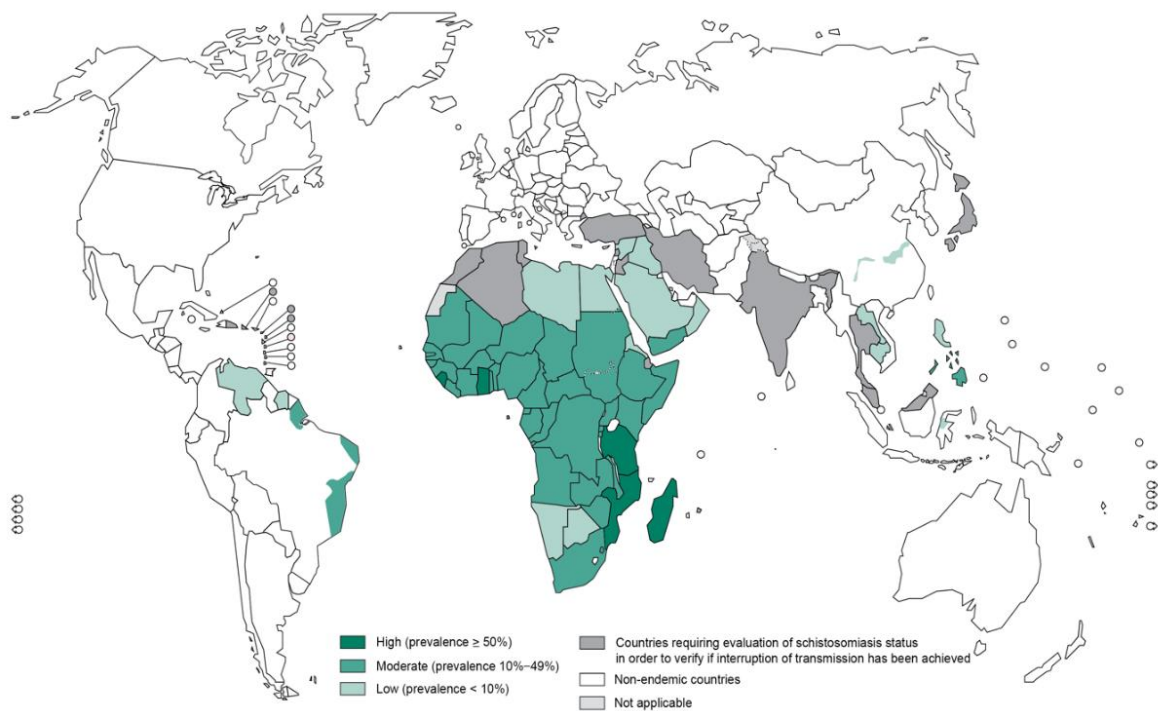 High (prevalence ≥ 50%)
Moderate (prevalence 10%–49%)
Low (prevalence < 10%)
Countries requiring evaluation of schistosomiasis status
in order to verify if interruption of transmission has been achieved
Non-endemic countries
Not applicable